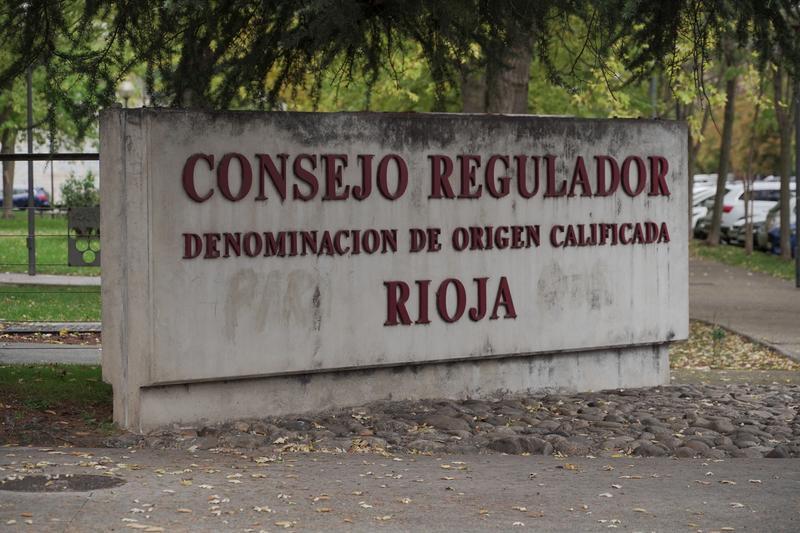 CONSEJO REGULADOR
DENOMINACION DE ORIGEN CALIFICADA
RIOJA